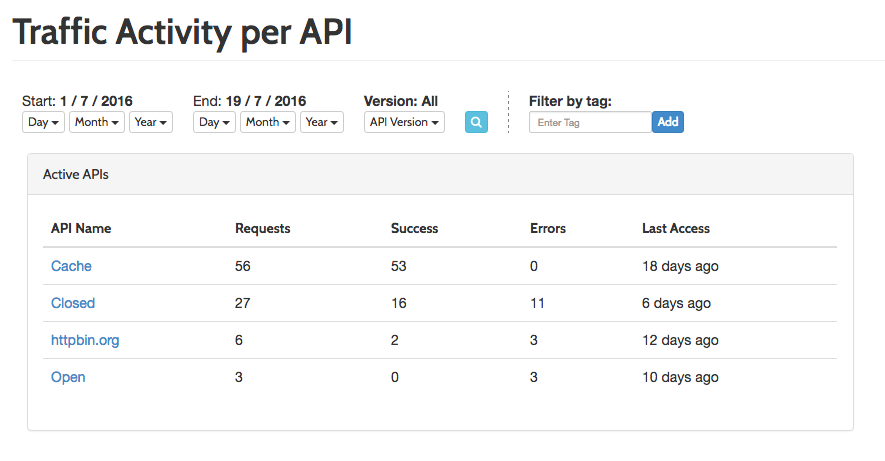 Traffic Activity per API
Start: 1 / 7 / 2016 End: 19 / 7 / 2016 Version: All Filter by tag:
Day Month Year Day Month Year API Version Enter Tag Add
Active APIs
API Name Requests Success Errors Last Access
Cache 56 53 0 18 days ago
Closed 27 16 11 6 days ago
httpbin.org 6 2 3 12 days ago
Open 3 0 3 10 days ago